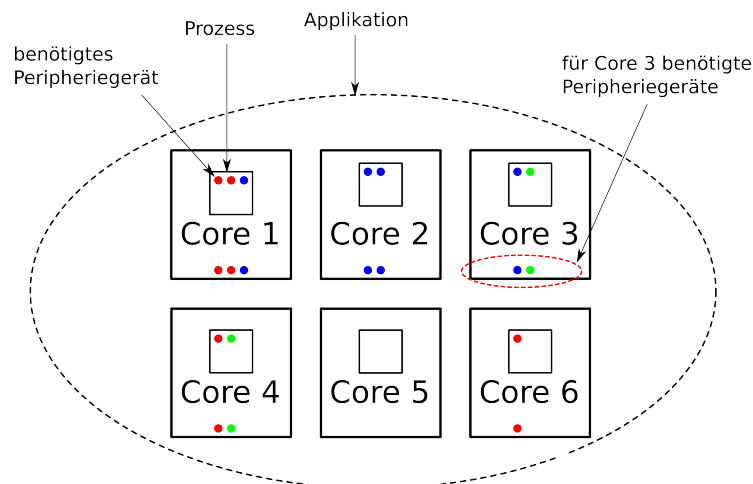 Applikation
Prozess
benötigtes
Peripheriegerät
für Core 3 benötigte
Peripheriegeräte
Core 1
Core 2
Core 3
Core 4
Core 5
Core 6